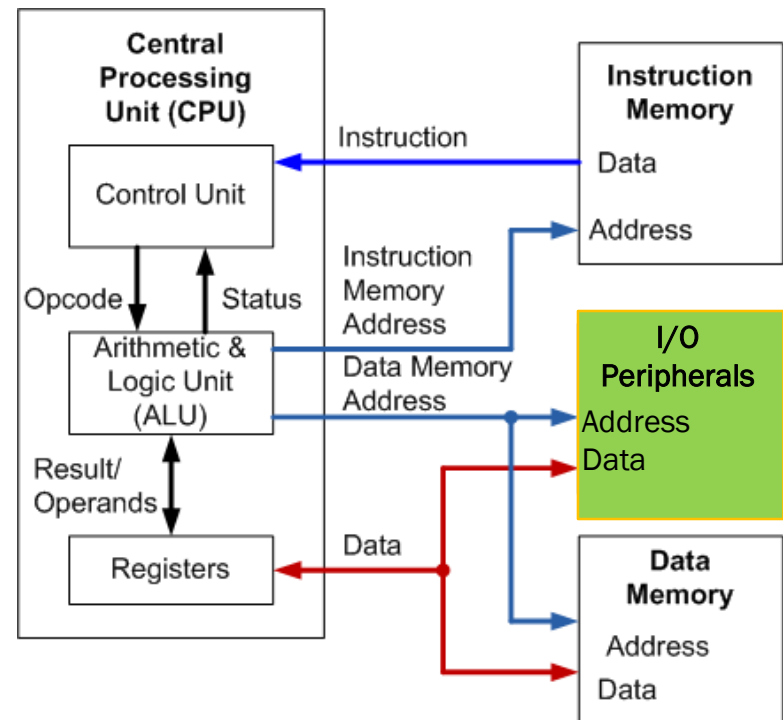 Central
Processing
Unit (CPU)
Control Unit
Opcode
Status
Arithmetic &
Logic Unit
(ALU)
Result/
Operands
Registers
Instruction
Instruction
Memory
Address
Data Memory
Address
Data
Instruction
Memory
Data
Address
I/O
Peripherals
Address
Data
Data
Memory
Address
Data